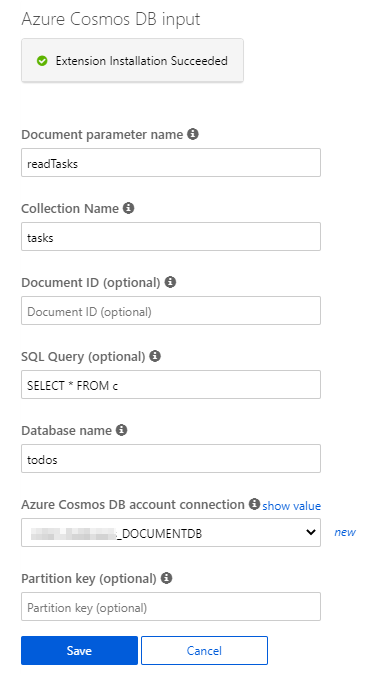 Azure Cosmos DB input
Extension Installation Succeeded
Document parameter name
readTasks
Collection Name
tasks
Document ID (optional)
Document ID (optional)
SQL Query (optional)
SELECT * FROM c
Database name
todos
Azure Cosmos DB account connection show value
_DOCUMENTDB new
Partition key (optional)
Partition key (optional)
Save Cancel